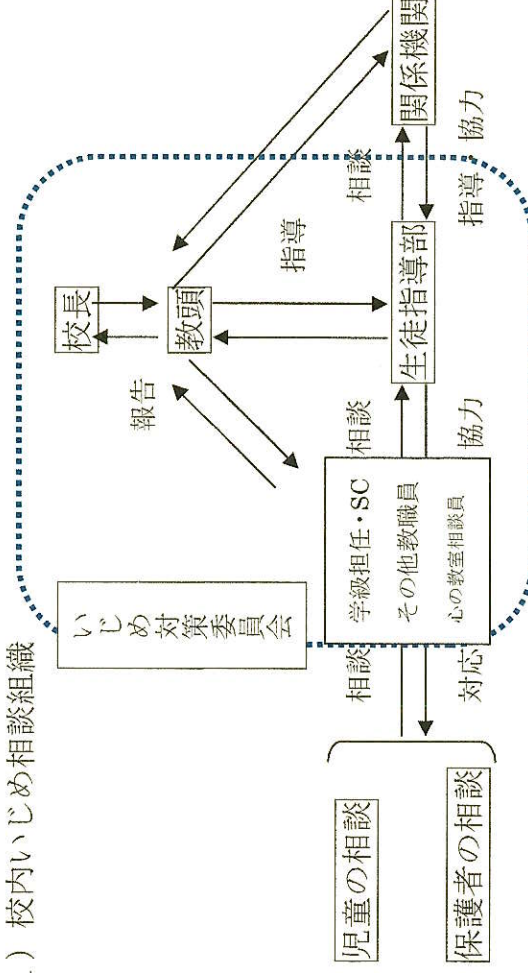 ) 校内いじめ相談組織
いじめ対策委員会
校長
報告
教頭
指導
児童の相談
保護者の相談
相談
対応
学級担任・SC
その他教職員
心の教室相談員
相談
協力
生徒指導部
相談
指導
協力
関係機関